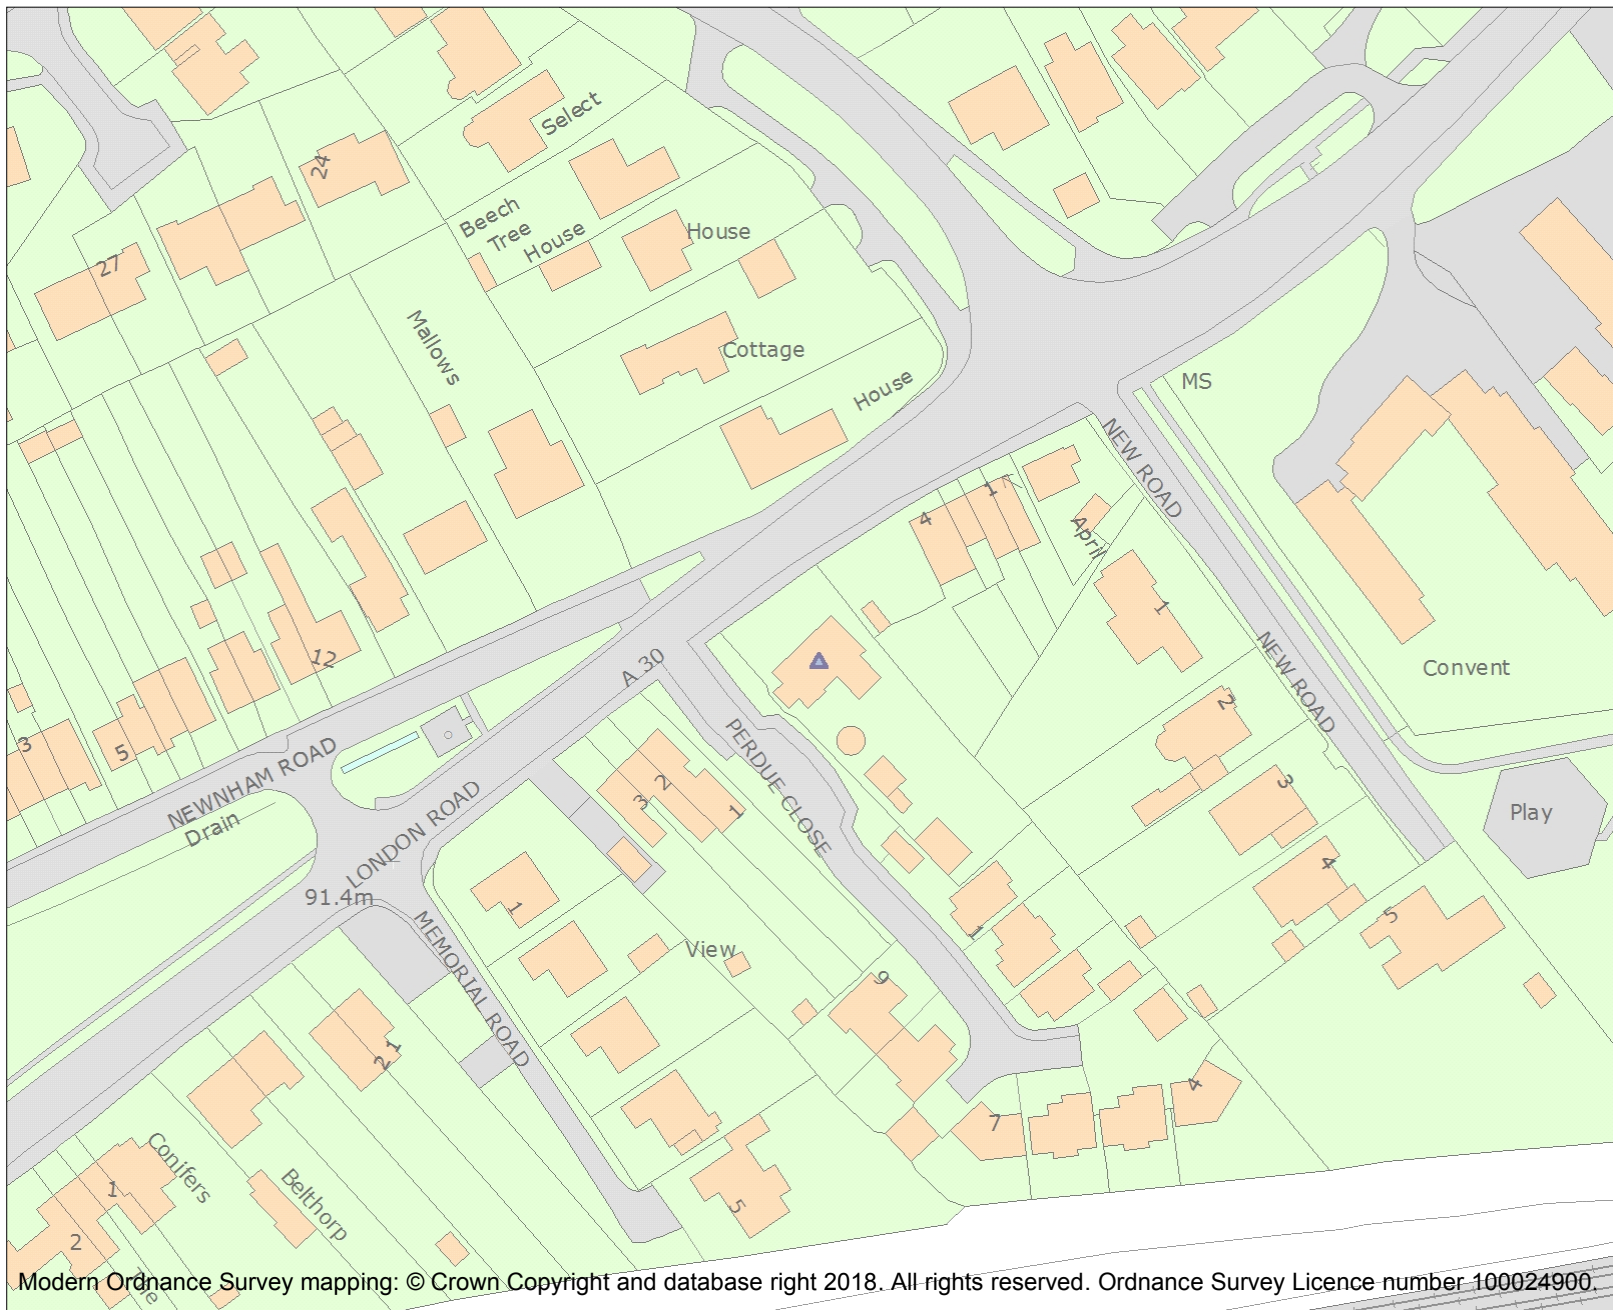 Select
24
Beech
Tree
House
House
27
Mallows
Cottage
House
MS
NEW ROAD
4
1
April
1
NEW ROAD
Convent
12
A 30
2
3
5
NEWNHAM ROAD
Drain
LONDON ROAD
PERDUE CLOSE
3
2
1
3
Play
4
91.4m
1
MEMORIAL ROAD
View
1
5
9
2
1
4
7
Conifers
1
Belthorp
5
2
The
Modern Ordnance Survey mapping: © Crown Copyright and database right 2018. All rights reserved. Ordnance Survey Licence number 100024900.